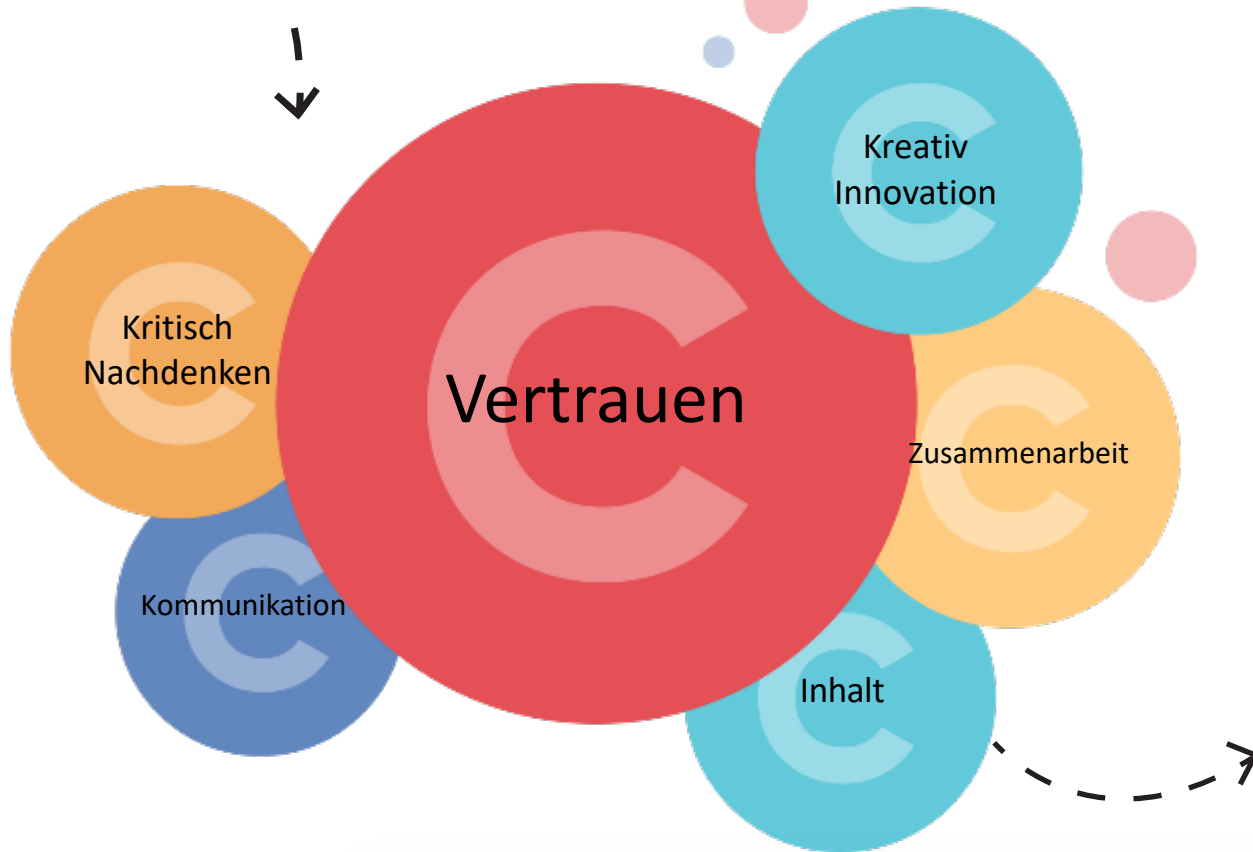 Kreativ
Innovation
Kritisch
Nachdenken
Vertrauen
Zusammenarbeit
Kommunikation
Inhalt